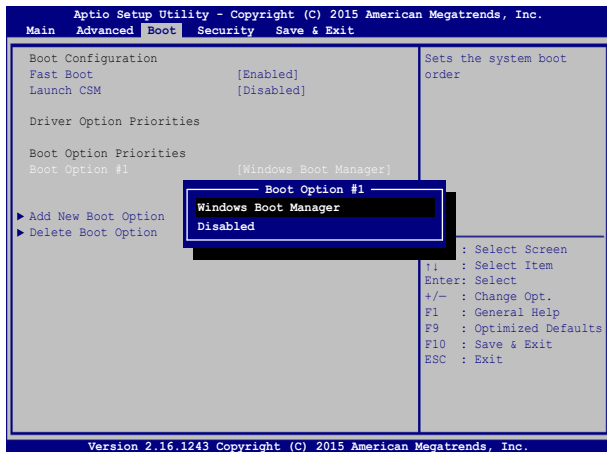 Aptio Setup Utility - Copyright (C) 2015 American Megatrends, Inc.
Main Advanced Boot Security Save & Exit
Boot Configuration
Fast Boot [Enabled]
Launch CSM [Disabled]
Driver Option Priorities
Boot Option Priorities
Boot Option #1 [Windows Boot Manager]
Boot Option #1
Windows Boot Manager
Disabled
Add New Boot Option
Delete Boot Option
Sets the system boot
order
: Select Screen
↑↓ : Select Item
Enter: Select
+/— : Change Opt.
F1 : General Help
F9 : Optimized Defaults
F10 : Save & Exit
ESC : Exit
Version 2.16.1243 Copyright (C) 2015 American Megatrends, Inc.